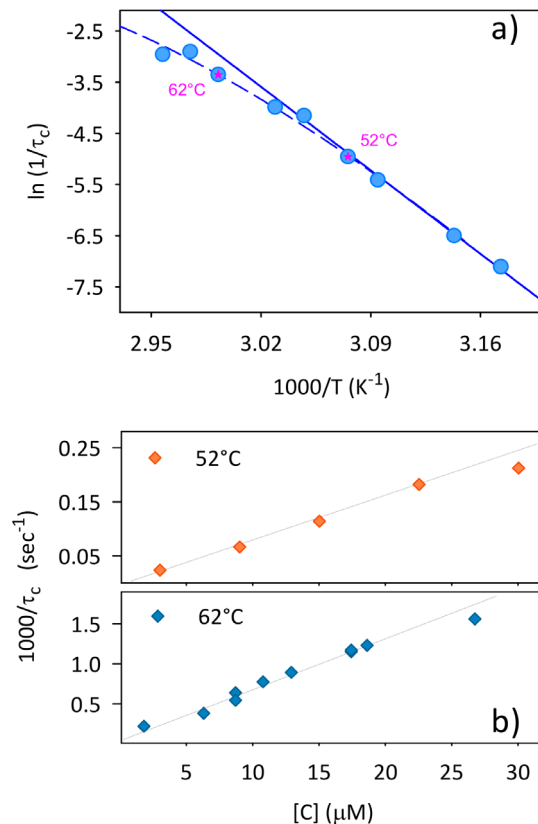 a)
-2.5
-3.5
-4.5
-5.5
-6.5
-7.5
ln (1/τc)
62°C
52°C
2.95 3.02 3.09 3.16
1000/T (K-1)
0.25
0.15
0.05
52°C
1000/τc (sec-1)
1.5
1.0
0.5
62°C
b)
5 10 15 20 25 30
[C] (μM)